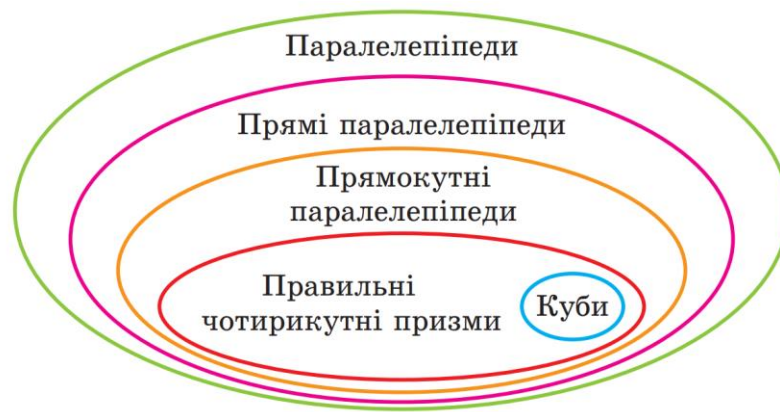 Паралелепіпеди
Прямі паралелепіпеди
Прямокутні
паралелепіпеди
Правильні
чотирикутні призми
Куби